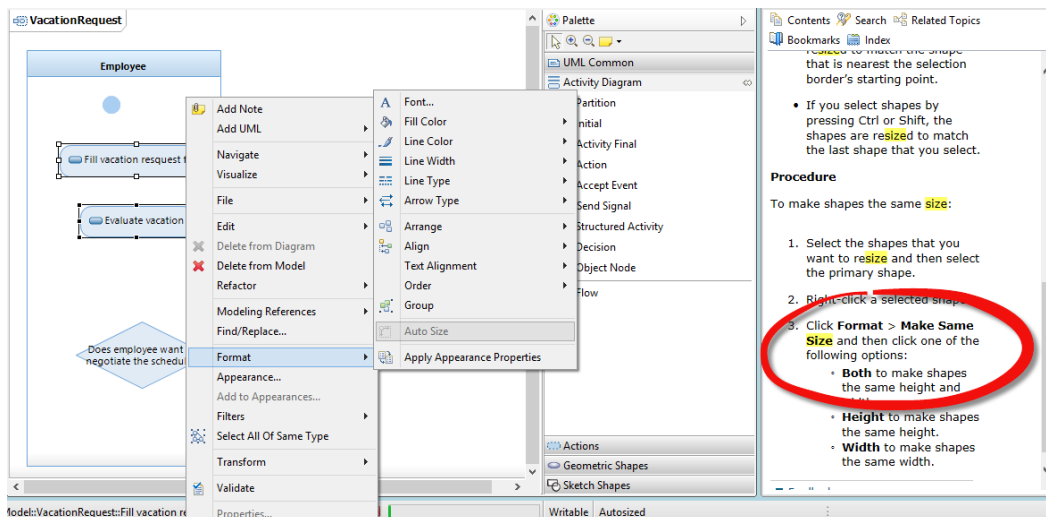 VacationRequest
Employee
Fill vacation resquest
Evaluate vacation
Does employee want
negotiate the schedul
Model::VacationRequest::Fill vacation re
Add Note
Add UML
Navigate
Visualize
File
Edit
Delete from Diagram
Delete from Model
Refactor
Modeling References
Find/Replace...
Format
Appearance...
Add to Appearances...
Filters
Select All Of Same Type
Transform
Validate
Properties...
Font...
Fill Color
Line Color
Line Width
Line Type
Arrow Type
Arrange
Align
Text Alignment
Order
Group
Auto Size
Apply Appearance Properties
Palette
UML Common
Activity Diagram
Partition
Initial
Activity Final
Action
Accept Event
Send Signal
Structured Activity
Decision
Object Node
Flow
Actions
Geometric Shapes
Sketch Shapes
Writable Autosized
Contents Search Related Topics
Bookmarks Index
resized to match the shape
that is nearest the selection
border's starting point.
• If you select shapes by
pressing Ctrl or Shift, the
shapes are resized to match
the last shape that you select.
Procedure
To make shapes the same size:
1. Select the shapes that you
want to resize and then select
the primary shape.
2. Right-click a selected shape
3. Click Format > Make Same
Size and then click one of the
following options:
◦ Both to make shapes
the same height and
width
◦ Height to make shapes
the same height.
◦ Width to make shapes
the same width.